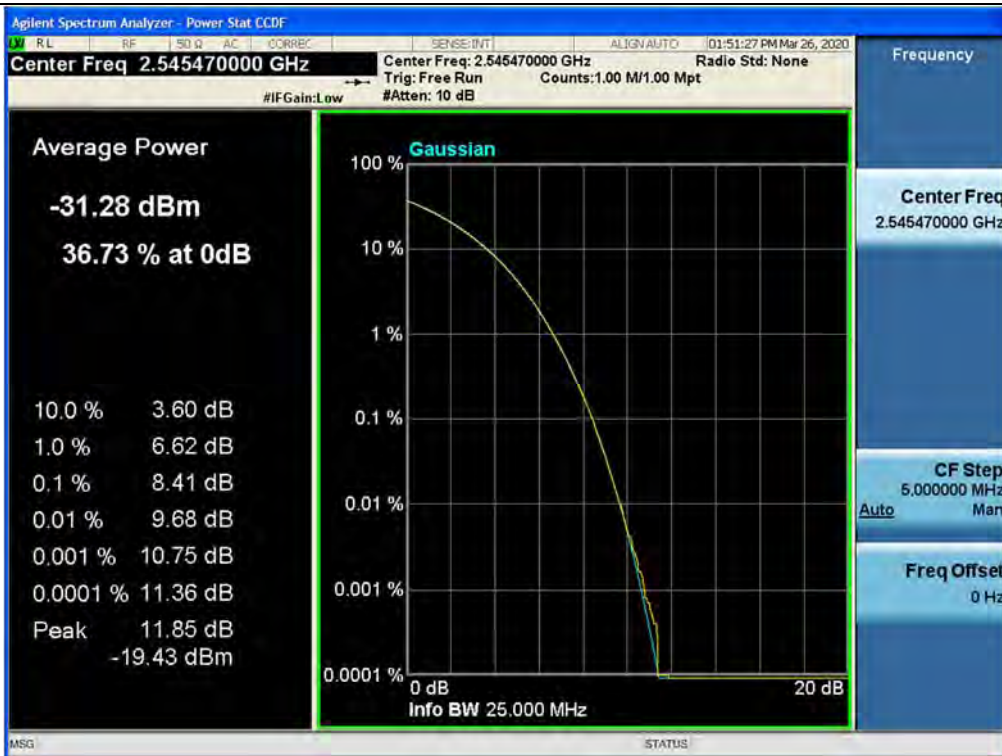 Agilent Spectrum Analyzer - Power Stat CCDF
LXI RL RF 50 Ω AC CORREC SENSE:INT ALIGN AUTO 01:51:27 PM Mar 26, 2020
Center Freq 2.545470000 GHz
Center Freq: 2.545470000 GHz Radio Std: None
Trig: Free Run Counts:1.00 M/1.00 Mpt
#IFGain:Low #Atten: 10 dB
Frequency
Average Power
-31.28 dBm
36.73 % at 0dB
10.0 % 3.60 dB
1.0 % 6.62 dB
0.1 % 8.41 dB
0.01 % 9.68 dB
0.001 % 10.75 dB
0.0001 % 11.36 dB
Peak 11.85 dB
-19.43 dBm
Gaussian
100 %
10 %
1 %
0.1 %
0.01 %
0.001 %
0.0001 %
0 dB 20 dB
Info BW 25.000 MHz
Center Freq
2.545470000 GHz
CF Step
5.000000 MHz
Auto Man
Freq Offset
0 Hz
MSG STATUS